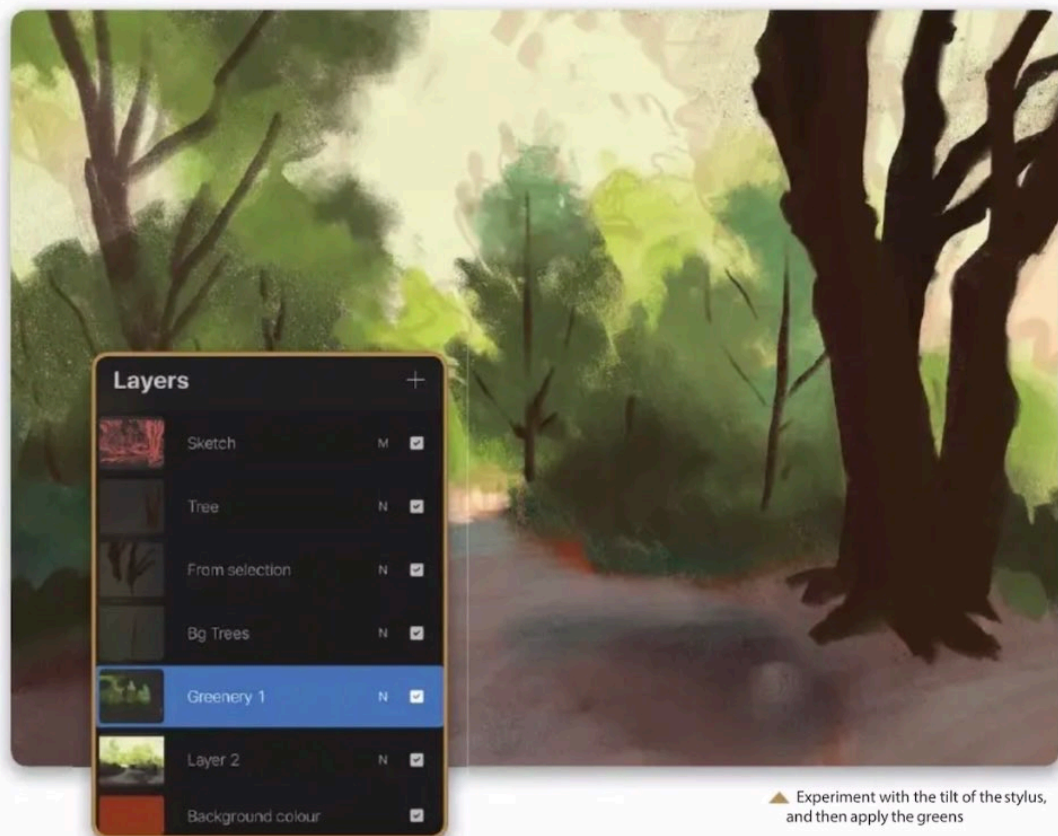 Layers
Sketch M
Tree N
From selection N
Bg Trees N
Greenery 1 N
Layer 2 N
Background colour
Experiment with the tilt of the stylus,
and then apply the greens